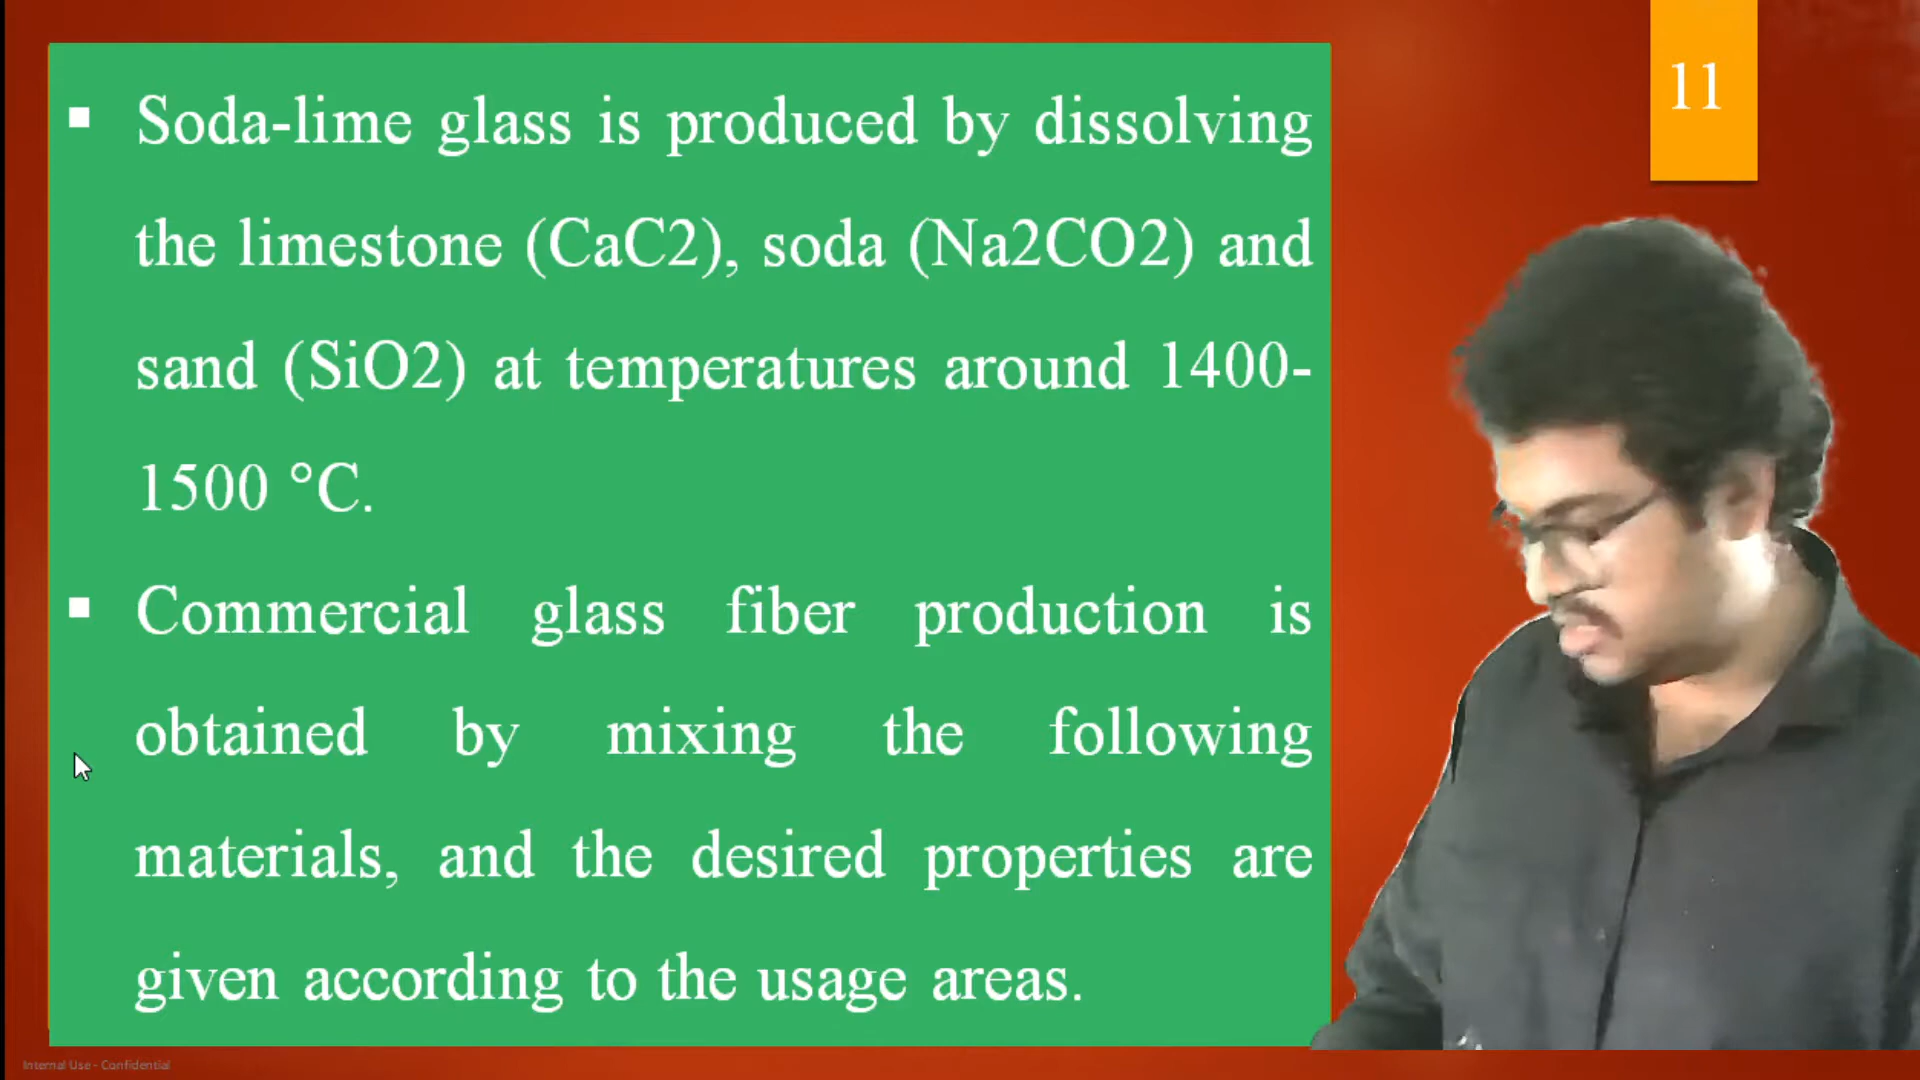 11
▪ Soda-lime glass is produced by dissolving
the limestone (CaC2), soda (Na2CO2) and
sand (SiO2) at temperatures around 1400-
1500 °C.
▪ Commercial glass fiber production is
obtained by mixing the following
materials, and the desired properties are
given according to the usage areas.
Internal Use - Confidential